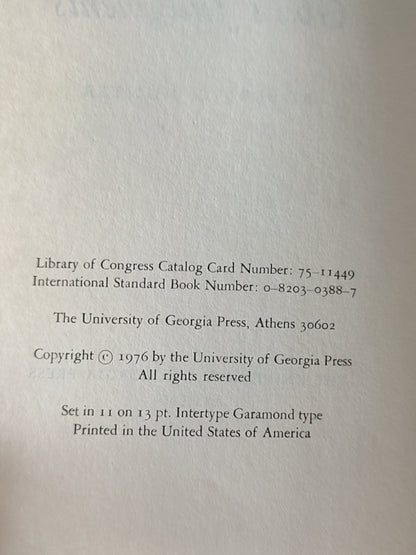 Library of Congress Catalog Card Number: 75-11449
International Standard Book Number: 0-8203-0388-7
The University of Georgia Press, Athens 30602
Copyright © 1976 by the University of Georgia Press
All rights reserved
Set in 11 on 13 pt. Intertype Garamond type
Printed in the United States of America